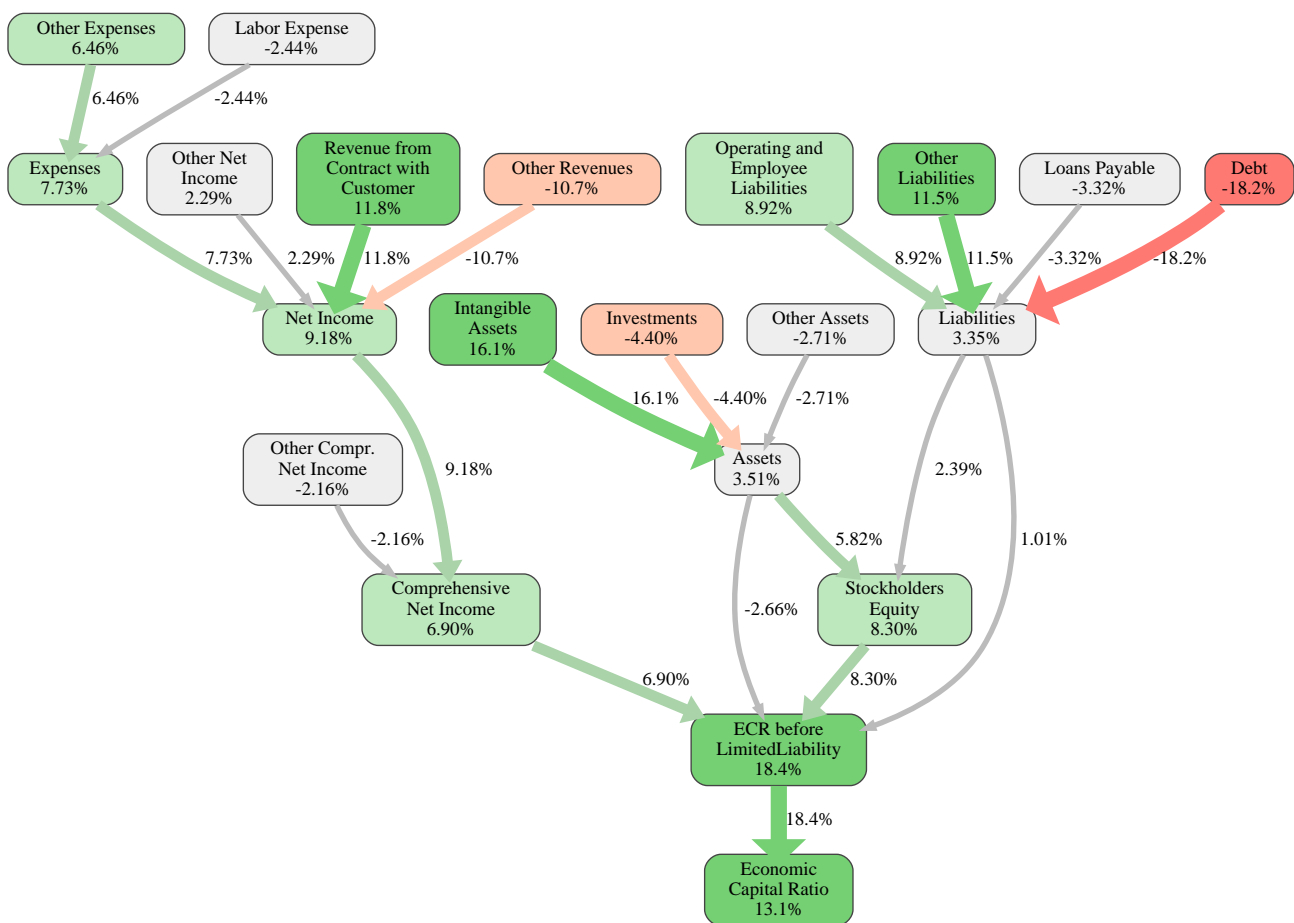 Other Expenses
6.46%
Labor Expense
-2.44%
6.46%
-2.44%
Expenses
7.73%
Other Net
Income
2.29%
Revenue from
Contract with
Customer
11.8%
Other Revenues
-10.7%
Operating and
Employee
Liabilities
8.92%
Other
Liabilities
11.5%
Loans Payable
-3.32%
Debt
-18.2%
7.73%
2.29%
11.8%
-10.7%
8.92%
11.5%
-3.32%
-18.2%
Net Income
9.18%
Intangible
Assets
16.1%
Investments
-4.40%
Other Assets
-2.71%
Liabilities
3.35%
16.1%
-4.40%
-2.71%
Other Compr.
Net Income
-2.16%
9.18%
Assets
3.51%
2.39%
-2.16%
5.82%
1.01%
Comprehensive
Net Income
6.90%
-2.66%
Stockholders
Equity
8.30%
6.90%
8.30%
ECR before
LimitedLiability
18.4%
18.4%
Economic
Capital Ratio
13.1%